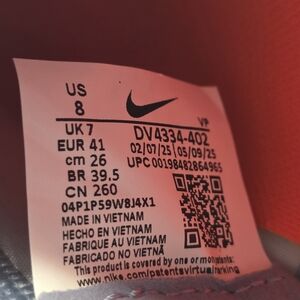 US
8
VP
UK 7
DV4334-402
EUR 41
02/07/25 05/09/25
cm 26
UPC 00198482864965
BR 39.5
CN 260
04P1P59W8J4X1
MADE IN VIETNAM
HECHO EN VIETNAM
FABRIQUE AU VIETNAM
FABRICADO NO VIETNÃ
This product is covered by one or more
www.nike.com/patentsvirtualmarking